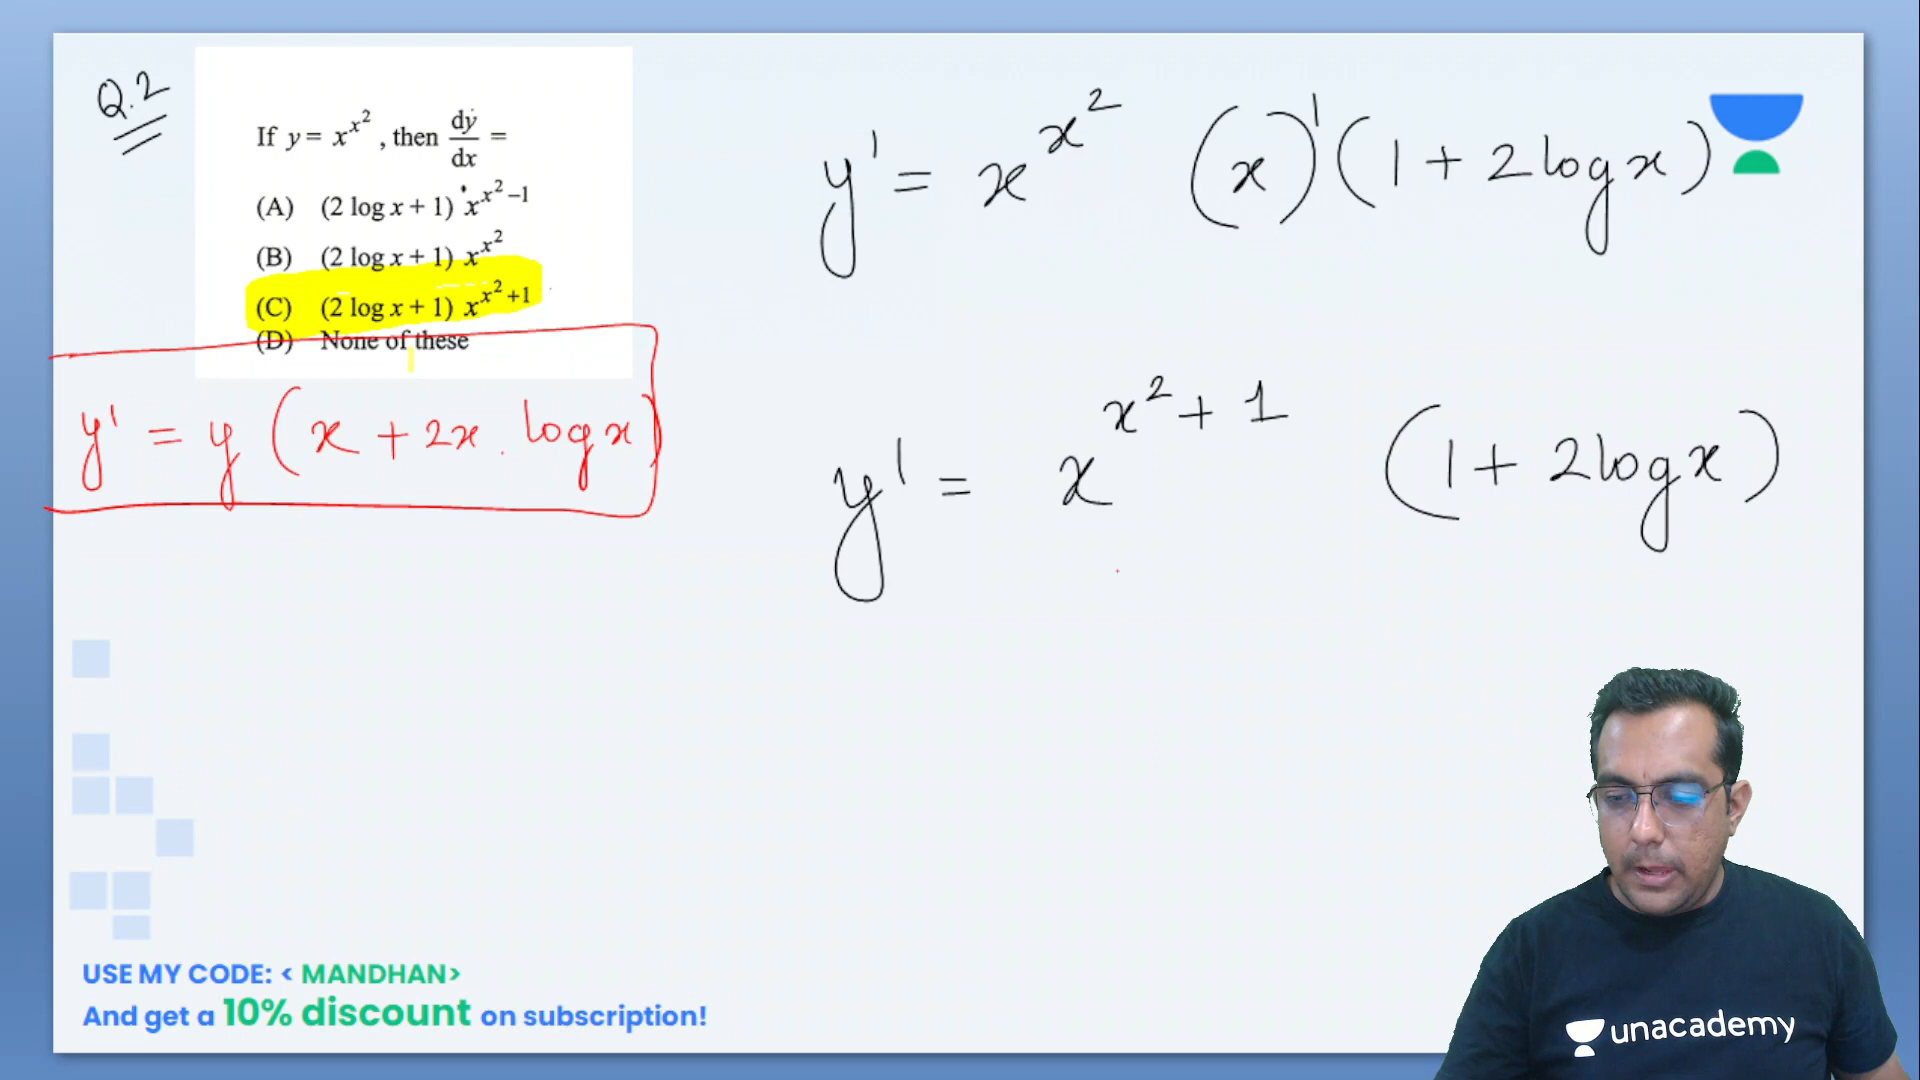 Q.2
If y = x^{x^2}, then \frac{dy}{dx} =
(A) (2 log x + 1) x^{x^2-1}
(B) (2 log x + 1) x^{x^2}
(C) (2 log x + 1) x^{x^2+1}
(D) None of these
y' = y (x + 2x . log x)
y' = x^{x^2} (x)^1 (1 + 2 log x)
y' = x^{x^2+1} (1 + 2 log x)
USE MY CODE: < MANDHAN>
And get a 10% discount on subscription!
unacademy